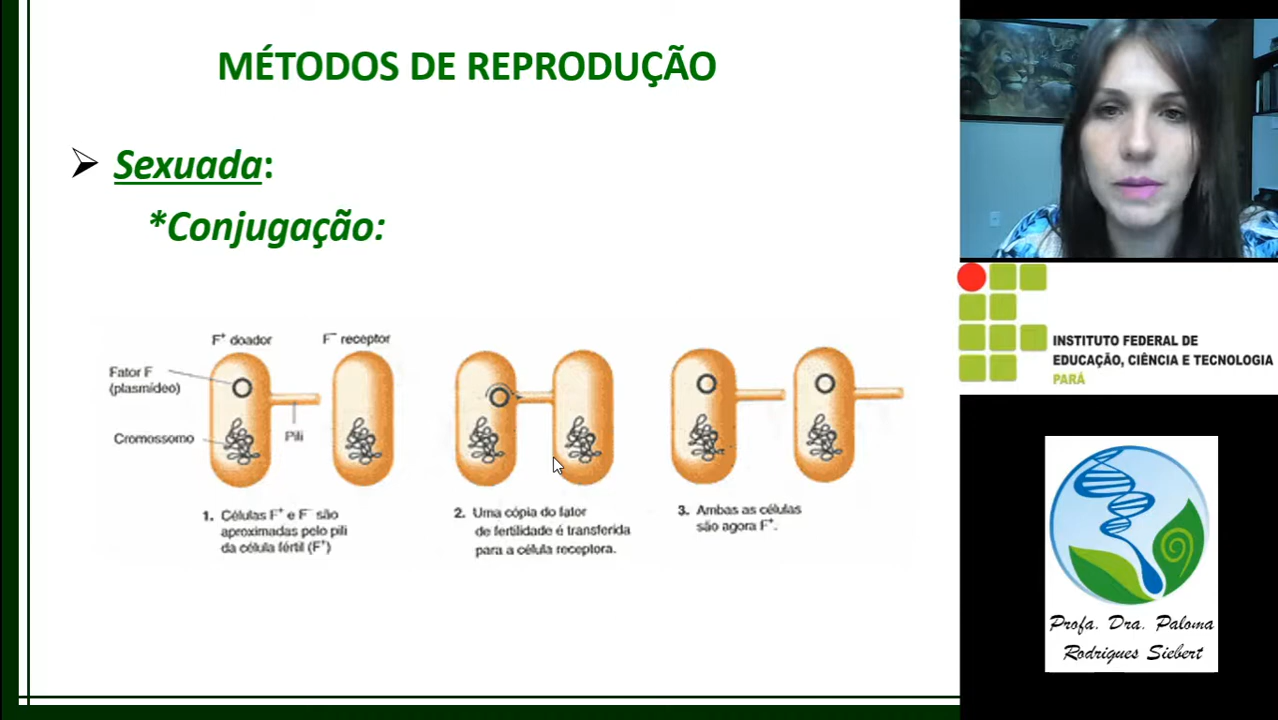 MÉTODOS DE REPRODUÇÃO
Sexuada:
*Conjugação:
F⁺ doador
F⁻ receptor
Fator F
(plasmídeo)
Cromossomo
Pili
1. Células F⁺ e F⁻ são
aproximadas pelo pili
da célula fértil (F⁺)
2. Uma cópia do fator
de fertilidade é transferida
para a célula receptora.
3. Ambas as células
são agora F⁺.
INSTITUTO FEDERAL DE
EDUCAÇÃO, CIÊNCIA E TECNOLOGIA
PARÁ
Profa. Dra. Paloma
Rodrigues Siebert